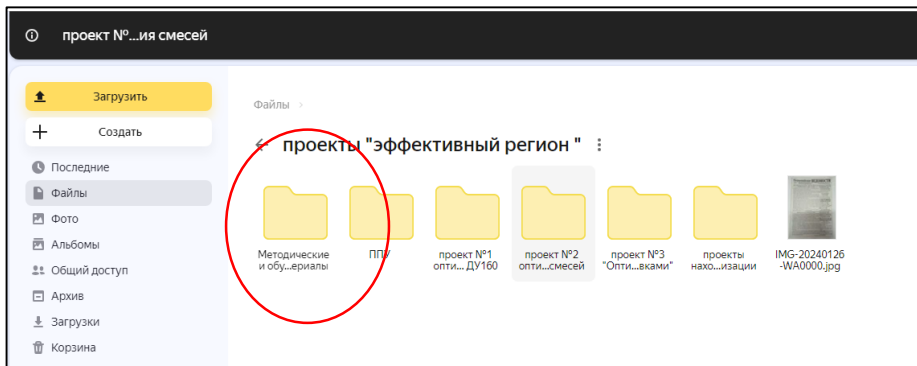 проект №...ия смесей
Загрузить
Создать
Последние
Файлы
Фото
Альбомы
Общий доступ
Архив
Загрузки
Корзина
Файлы
проекты "эффективный регион "
Методические
и обу...ериалы
ППУ
проект №1
опти... ДУ160
проект №2
опти...смесей
проект №3
"Опти...вками"
проекты
нахо...изации
IMG-20240126
-WA0000.jpg